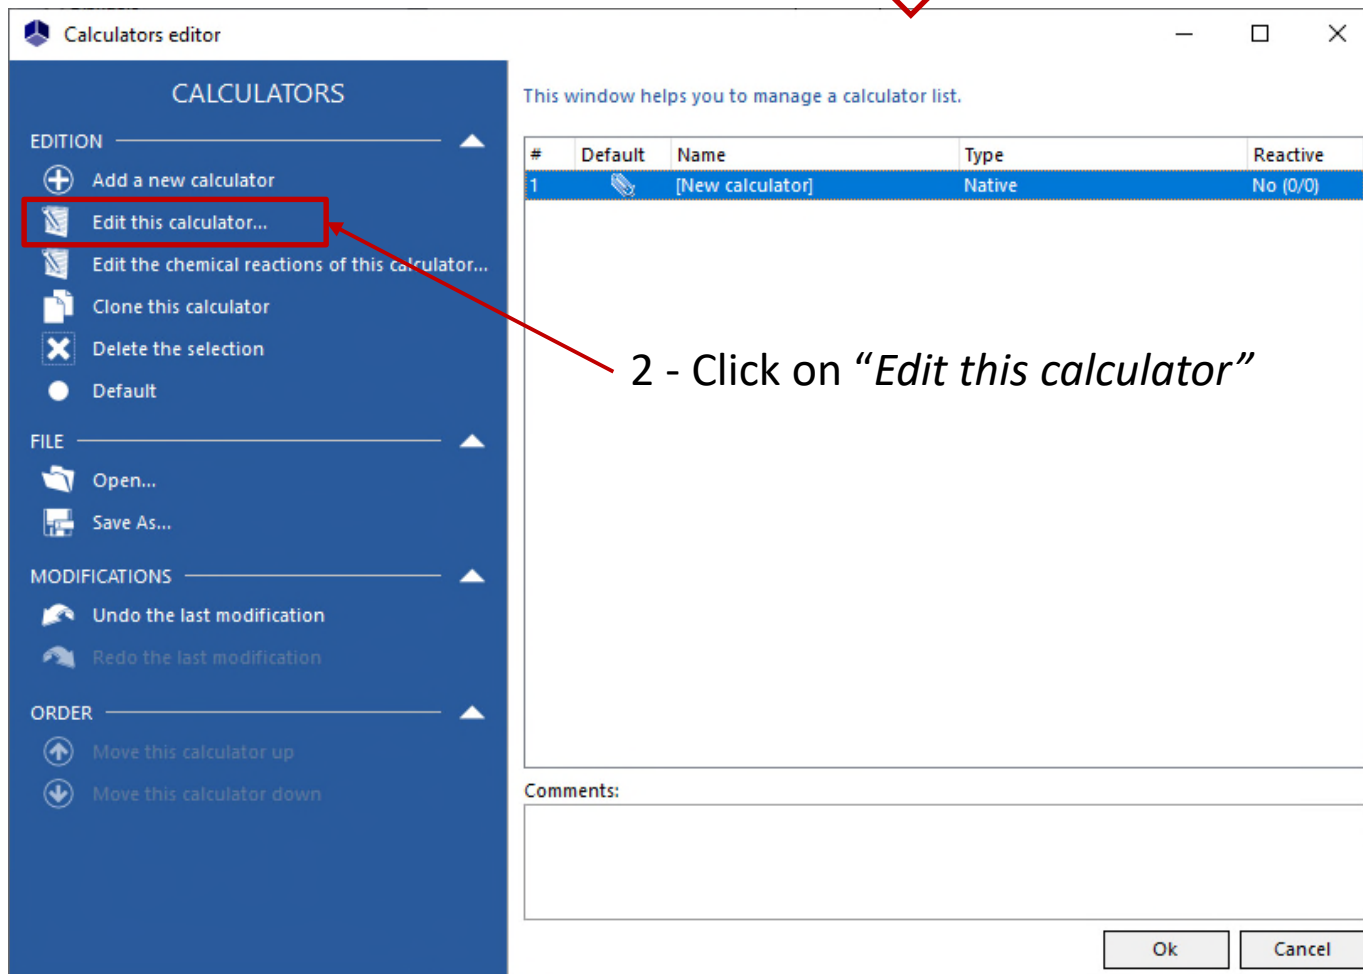 Calculators editor
CALCULATORS
This window helps you to manage a calculator list.
EDITION
Add a new calculator
Edit this calculator...
Edit the chemical reactions of this calculator...
Clone this calculator
Delete the selection
Default
FILE
Open...
Save As...
MODIFICATIONS
Undo the last modification
Redo the last modification
ORDER
Move this calculator up
Move this calculator down
# Default Name Type Reactive
1 [New calculator] Native No (0/0)
2 - Click on “Edit this calculator”
Comments:
Ok Cancel